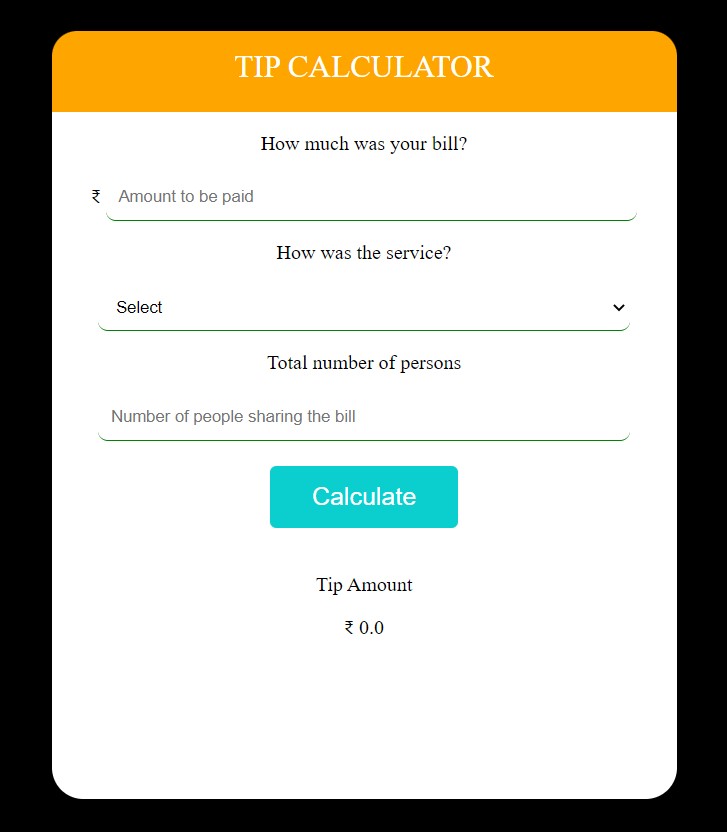 TIP CALCULATOR
How much was your bill?
₹ Amount to be paid
How was the service?
Select
Total number of persons
Number of people sharing the bill
Calculate
Tip Amount
₹ 0.0